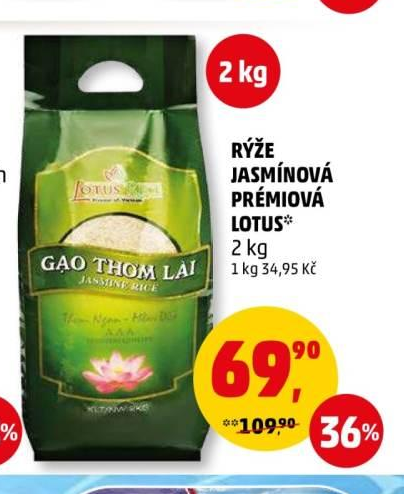 2 kg
RÝŽE
JASMÍNOVÁ
PRÉMIOVÁ
LOTUS*
2 kg
1 kg 34,95 Kč
LOTUS
GẠO THƠM LÀI
JASMINE RICE
AAA
69,90
**109,90
36%
%